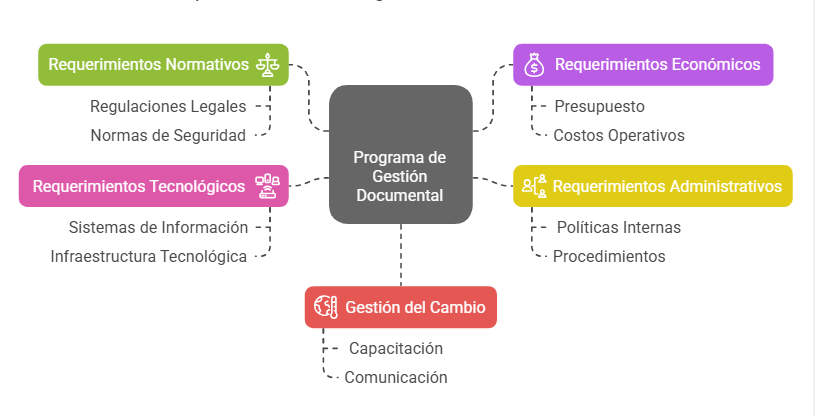 Requerimientos Normativos
Regulaciones Legales
Normas de Seguridad
Requerimientos Tecnológicos
Sistemas de Información
Infraestructura Tecnológica
Programa de
Gestión
Documental
Requerimientos Económicos
Presupuesto
Costos Operativos
Requerimientos Administrativos
Políticas Internas
Procedimientos
Gestión del Cambio
Capacitación
Comunicación